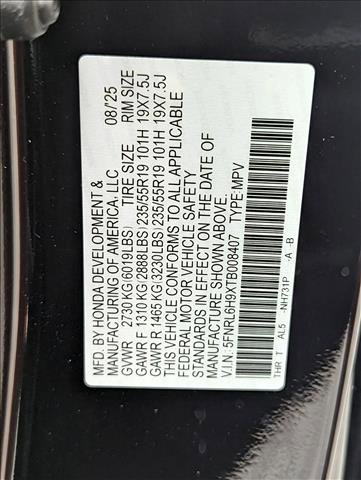 MFD. BY HONDA DEVELOPMENT & 08/'25
MANUFACTURING OF AMERICA, LLC
TIRE SIZE RIM SIZE
GVWR 2730 KG(6019LBS)
GAWR F 1310 KG(2888LBS) 235/55R19 101H 19X7.5J
GAWR R 1465 KG(3230LBS) 235/55R19 101H 19X7.5J
THIS VEHICLE CONFORMS TO ALL APPLICABLE
FEDERAL MOTOR VEHICLE SAFETY
STANDARDS IN EFFECT ON THE DATE OF
MANUFACTURE SHOWN ABOVE.
V.I.N.: 5FNRL6H9XTB008407 TYPE:MPV
THR T AL5 -NH731P -A -B